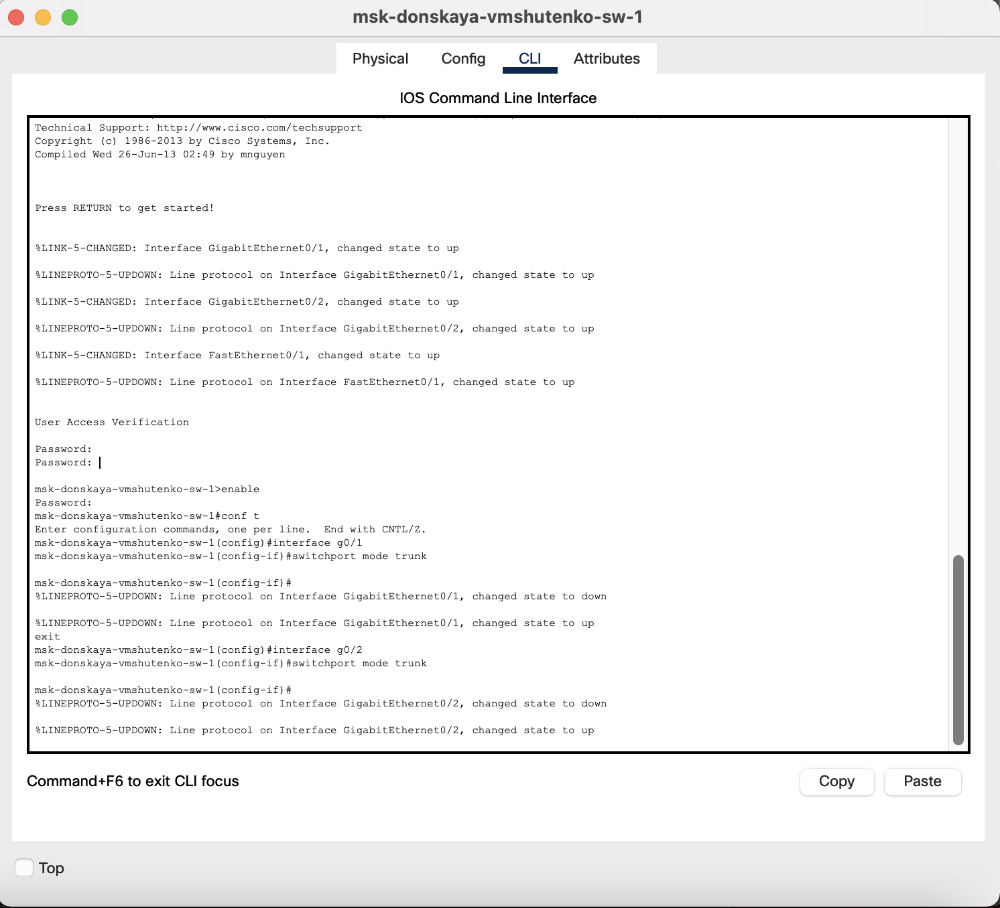 msk-donskaya-vmshutenko-sw-1
Physical Config CLI Attributes
IOS Command Line Interface
Technical Support: http://www.cisco.com/techsupport
Copyright (c) 1986-2013 by Cisco Systems, Inc.
Compiled Wed 26-Jun-13 02:49 by mnguyen
Press RETURN to get started!
%LINK-5-CHANGED: Interface GigabitEthernet0/1, changed state to up
%LINEPROTO-5-UPDOWN: Line protocol on Interface GigabitEthernet0/1, changed state to up
%LINK-5-CHANGED: Interface GigabitEthernet0/2, changed state to up
%LINEPROTO-5-UPDOWN: Line protocol on Interface GigabitEthernet0/2, changed state to up
%LINK-5-CHANGED: Interface FastEthernet0/1, changed state to up
%LINEPROTO-5-UPDOWN: Line protocol on Interface FastEthernet0/1, changed state to up
User Access Verification
Password:
Password:
msk-donskaya-vmshutenko-sw-1>enable
Password:
msk-donskaya-vmshutenko-sw-1#conf t
Enter configuration commands, one per line.  End with CNTL/Z.
msk-donskaya-vmshutenko-sw-1(config)#interface g0/1
msk-donskaya-vmshutenko-sw-1(config-if)#switchport mode trunk
msk-donskaya-vmshutenko-sw-1(config-if)#
%LINEPROTO-5-UPDOWN: Line protocol on Interface GigabitEthernet0/1, changed state to down
%LINEPROTO-5-UPDOWN: Line protocol on Interface GigabitEthernet0/1, changed state to up
exit
msk-donskaya-vmshutenko-sw-1(config)#interface g0/2
msk-donskaya-vmshutenko-sw-1(config-if)#switchport mode trunk
msk-donskaya-vmshutenko-sw-1(config-if)#
%LINEPROTO-5-UPDOWN: Line protocol on Interface GigabitEthernet0/2, changed state to down
%LINEPROTO-5-UPDOWN: Line protocol on Interface GigabitEthernet0/2, changed state to up
Command+F6 to exit CLI focus
Copy Paste
Top